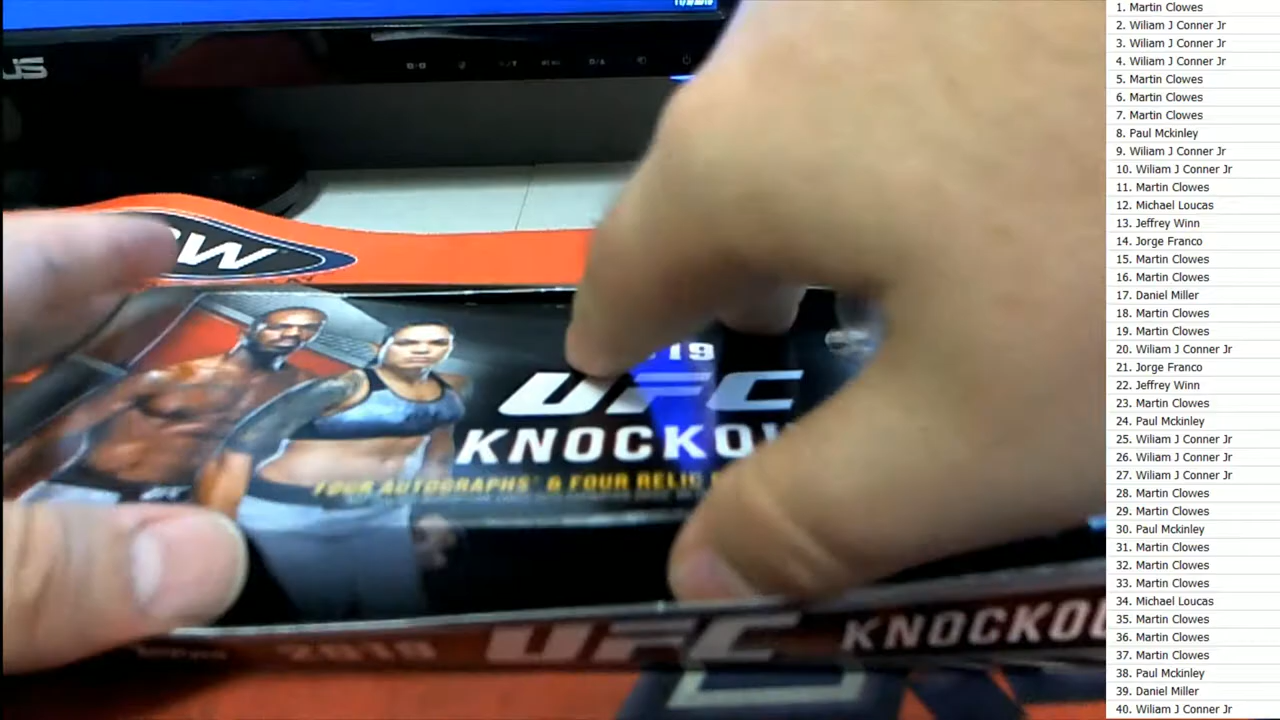 US
W
19
UFC
KNOCKOU
FOUR AUTOGRAPHS & FOUR RELIC
UFC
2019 UFC KNOCKOU
1. Martin Clowes
2. Wiliam J Conner Jr
3. Wiliam J Conner Jr
4. Wiliam J Conner Jr
5. Martin Clowes
6. Martin Clowes
7. Martin Clowes
8. Paul Mckinley
9. Wiliam J Conner Jr
10. Wiliam J Conner Jr
11. Martin Clowes
12. Michael Loucas
13. Jeffrey Winn
14. Jorge Franco
15. Martin Clowes
16. Martin Clowes
17. Daniel Miller
18. Martin Clowes
19. Martin Clowes
20. Wiliam J Conner Jr
21. Jorge Franco
22. Jeffrey Winn
23. Martin Clowes
24. Paul Mckinley
25. Wiliam J Conner Jr
26. Wiliam J Conner Jr
27. Wiliam J Conner Jr
28. Martin Clowes
29. Martin Clowes
30. Paul Mckinley
31. Martin Clowes
32. Martin Clowes
33. Martin Clowes
34. Michael Loucas
35. Martin Clowes
36. Martin Clowes
37. Martin Clowes
38. Paul Mckinley
39. Daniel Miller
40. Wiliam J Conner Jr